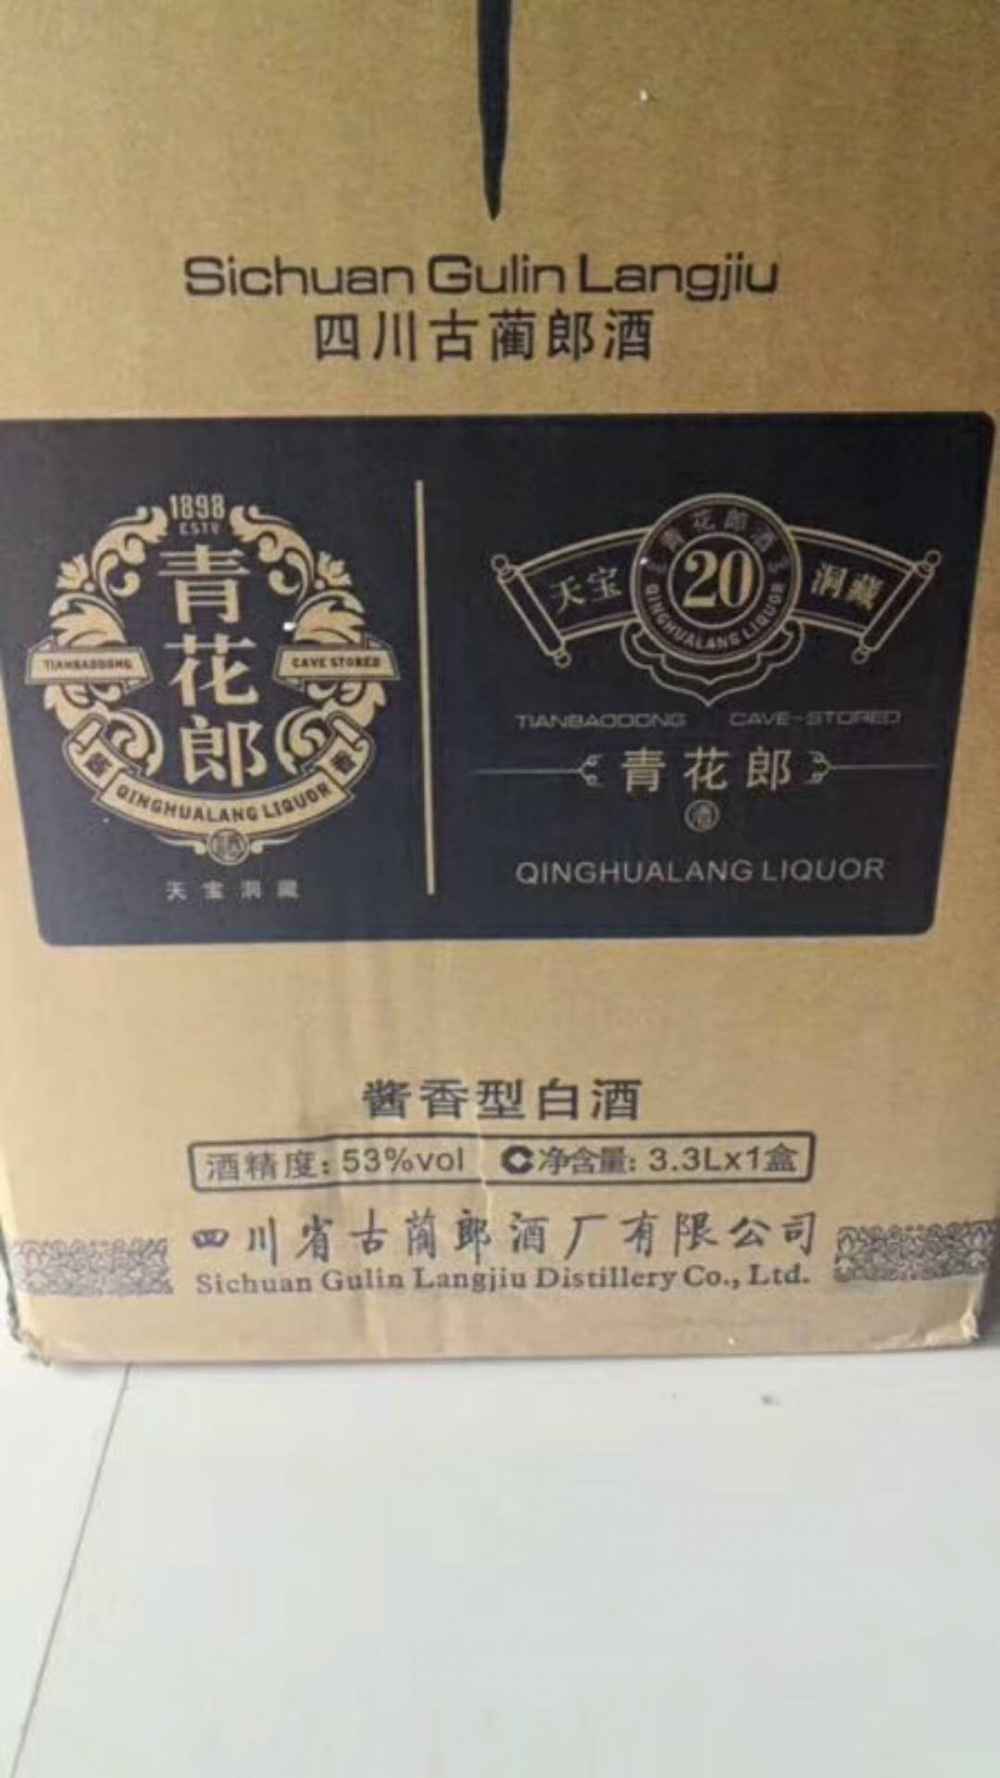 Sichuan Gulin Langjiu
四川古蔺郎酒
1898
ESTD
青花郎
TIANBAODONG
CAVE STORED
QINGHUALANG LIQUOR
天宝洞藏
青花郎酒
天宝 20 洞藏
QINGHUALANG LIQUOR
TIANBAODONG CAVE-STORED
青花郎
酒
QINGHUALANG LIQUOR
酱香型白酒
酒精度: 53%vol 净含量: 3.3Lx1盒
四川省古蔺郎酒厂有限公司
Sichuan Gulin Langjiu Distillery Co., Ltd.